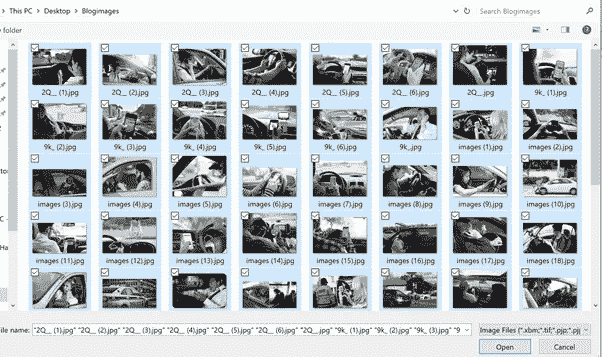 This PC > Desktop > Blogimages
Search Blogimages
folder
2Q__ (1).jpg 2Q__ (2).jpg 2Q__ (3).jpg 2Q__ (4).jpg 2Q__ (5).jpg 2Q__ (6).jpg 2Q__.jpg 9k_ (1).jpg
9k_ (2).jpg 9k_ (3).jpg 9k_ (4).jpg 9k_ (5).jpg 9k_ (6).jpg 9k_.jpg images (1).jpg images (2).jpg
images (3).jpg images (4).jpg images (5).jpg images (6).jpg images (7).jpg images (8).jpg images (9).jpg images (10).jpg
images (11).jpg images (12).jpg images (13).jpg images (14).jpg images (15).jpg images (16).jpg images (17).jpg images (18).jpg
ile name: "2Q__ (1).jpg" "2Q__ (2).jpg" "2Q__ (3).jpg" "2Q__ (4).jpg" "2Q__ (5).jpg" "2Q__ (6).jpg" "2Q__.jpg" "9k_ (1).jpg" "9k_ (2).jpg" "9k_ (3).jpg" "9
Image Files (*.xbm;*.tif;*.pjp;*.pj
Open Cancel